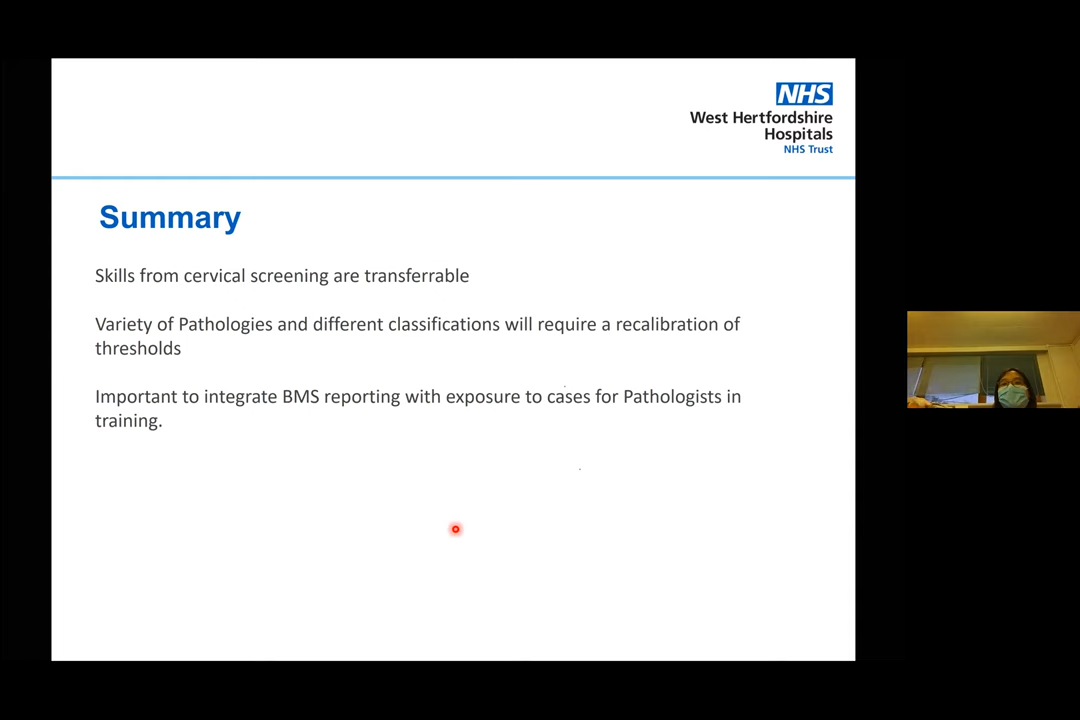 NHS
West Hertfordshire
Hospitals
NHS Trust
Summary
Skills from cervical screening are transferrable
Variety of Pathologies and different classifications will require a recalibration of
thresholds
Important to integrate BMS reporting with exposure to cases for Pathologists in
training.